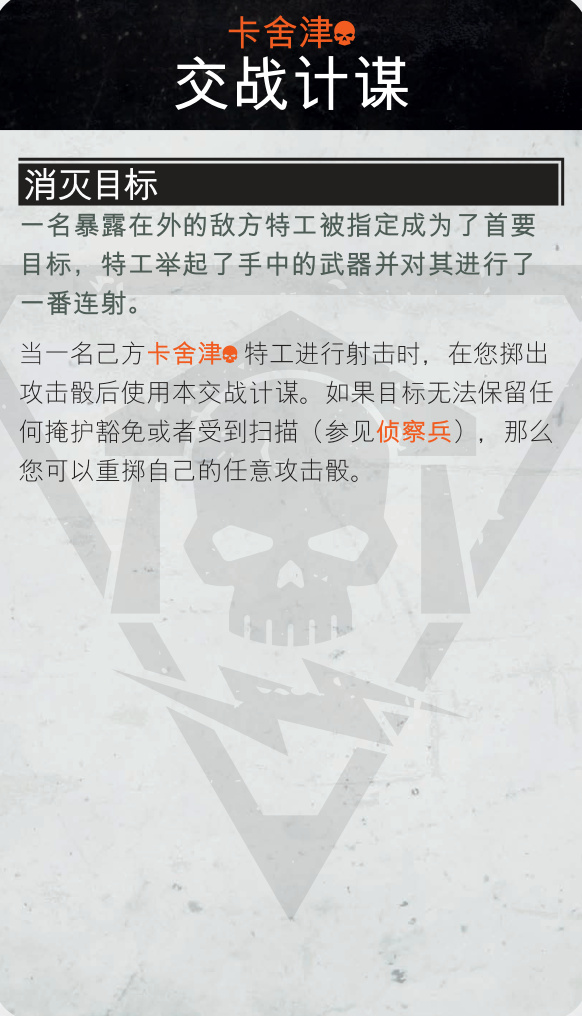 卡舍津
交战计谋
消灭目标
一名暴露在外的敌方特工被指定成为了首要
目标，特工举起了手中的武器并对其进行了
一番连射。
当一名己方卡舍津特工进行射击时，在您掷出
攻击骰后使用本交战计谋。如果目标无法保留任
何掩护豁免或者受到扫描（参见侦察兵），那么
您可以重掷自己的任意攻击骰。